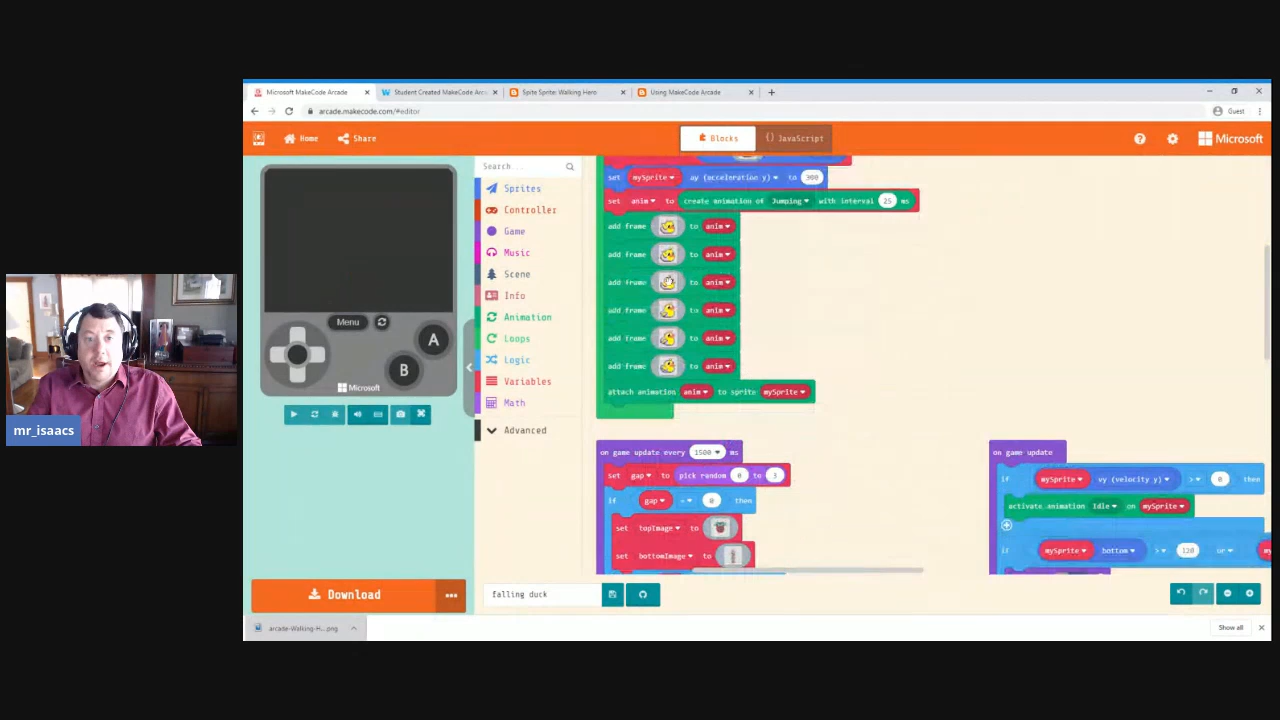 Microsoft MakeCode Arcade
Student Created MakeCode Arc
Sprite Sprite: Walking Hero
Using MakeCode Arcade
arcade.makecode.com/#editor
Guest
Home
Share
Blocks
JavaScript
Microsoft
Search...
Sprites
Controller
Game
Music
Scene
Info
Animation
Loops
Logic
Variables
Math
Advanced
Menu
A
B
Microsoft
set mySprite ay (acceleration y) to 300
set anim to create animation of Jumping with interval 25 ms
add frame to anim
add frame to anim
add frame to anim
add frame to anim
add frame to anim
add frame to anim
attach animation anim to sprite mySprite
on game update every 1500 ms
set gap to pick random 0 to 3
if gap = 0 then
set topImage to
set bottomImage to
on game update
if mySprite vy (velocity y) > 0 then
activate animation Idle on mySprite
if mySprite bottom > 120 or my
mr_isaacs
Download
falling duck
arcade-Walking-H....png
Show all